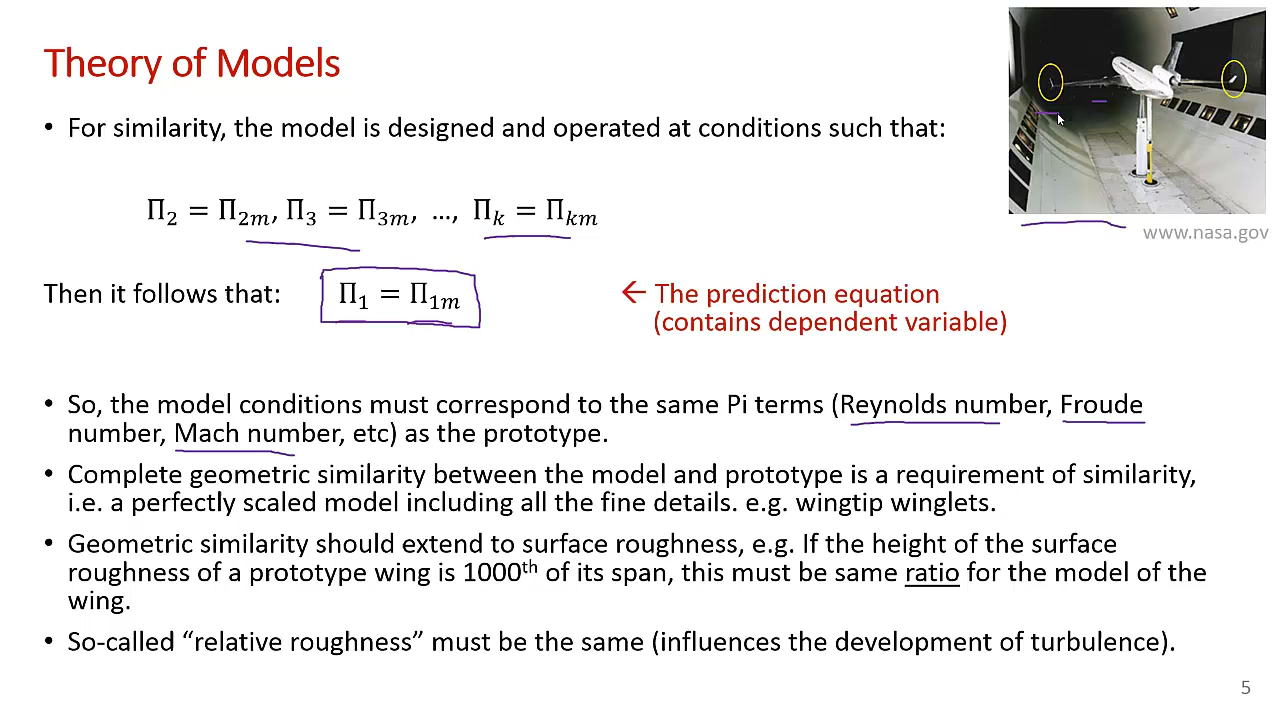 Theory of Models
• For similarity, the model is designed and operated at conditions such that:
Π₂ = Π₂ₘ, Π₃ = Π₃ₘ, …, Πₖ = Πₖₘ
www.nasa.gov
Then it follows that: Π₁ = Π₁ₘ ← The prediction equation
(contains dependent variable)
• So, the model conditions must correspond to the same Pi terms (Reynolds number, Froude
number, Mach number, etc) as the prototype.
• Complete geometric similarity between the model and prototype is a requirement of similarity,
i.e. a perfectly scaled model including all the fine details. e.g. wingtip winglets.
• Geometric similarity should extend to surface roughness, e.g. If the height of the surface
roughness of a prototype wing is 1000ᵗʰ of its span, this must be same ratio for the model of the
wing.
• So-called “relative roughness” must be the same (influences the development of turbulence).
5